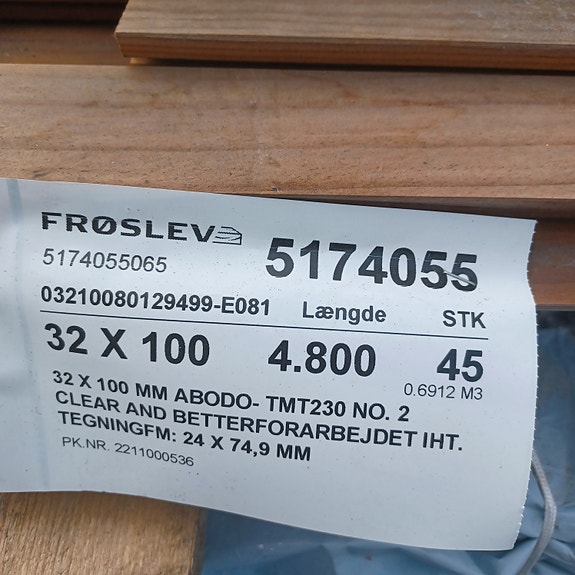 FRØSLEV
5174055065
5174055
03210080129499-E081 Længde STK
32 X 100 4.800 45
0.6912 M3
32 X 100 MM ABODO- TMT230 NO. 2
CLEAR AND BETTERFORARBEJDET IHT.
TEGNINGFM: 24 X 74,9 MM
PK.NR. 2211000536